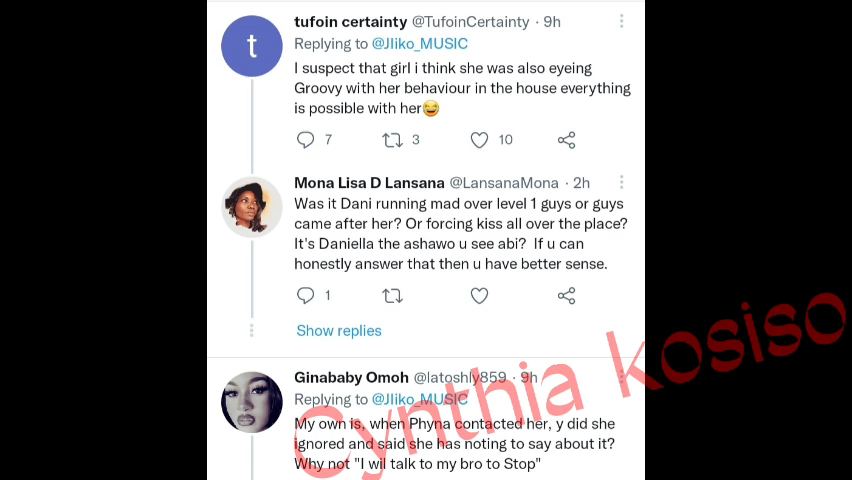 tufoin certainty @TufoinCertainty · 9h
Replying to @JIiko_MUSIC
I suspect that girl i think she was also eyeing
Groovy with her behaviour in the house everything
is possible with her😂
7 3 10
Mona Lisa D Lansana @LansanaMona · 2h
Was it Dani running mad over level 1 guys or guys
came after her? Or forcing kiss all over the place?
It's Daniella the ashawo u see abi?  If u can
honestly answer that then u have better sense.
1
Show replies
Ginababy Omoh @latoshly859 · 9h
Replying to @JIiko_MUSIC
My own is, when Phyna contacted her, y did she
ignored and said she has noting to say about it?
Why not "I wil talk to my bro to Stop"
Cynthia kosiso
t